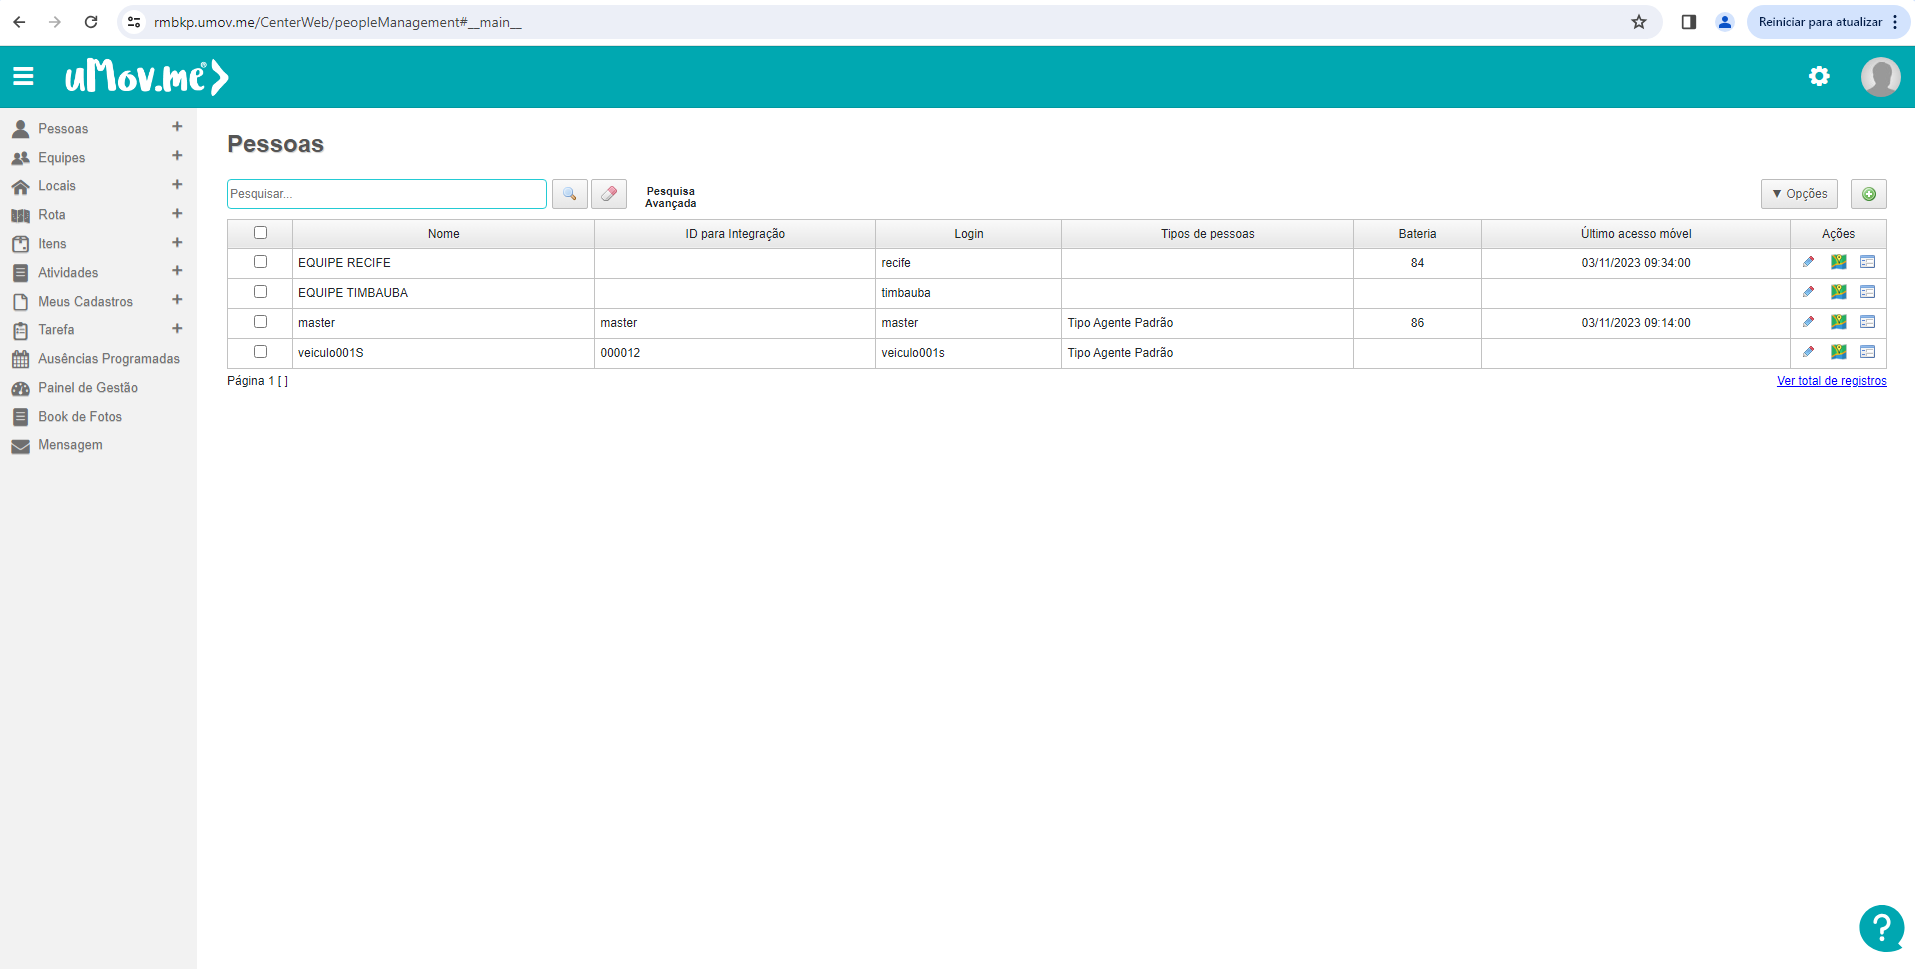 rmbkp.umov.me/CenterWeb/peopleManagement#__main__
Reiniciar para atualizar
uMov.me®
Pessoas +
Equipes +
Locais +
Rota +
Itens +
Atividades +
Meus Cadastros +
Tarefa +
Ausências Programadas
Painel de Gestão
Book de Fotos
Mensagem
Pessoas
Pesquisar...
Pesquisa
Avançada
▼ Opções
Nome ID para Integração Login Tipos de pessoas Bateria Último acesso móvel Ações
EQUIPE RECIFE recife 84 03/11/2023 09:34:00
EQUIPE TIMBAUBA timbauba
master master master Tipo Agente Padrão 86 03/11/2023 09:14:00
veiculo001S 000012 veiculo001s Tipo Agente Padrão
Página 1 [ ]
Ver total de registros
?